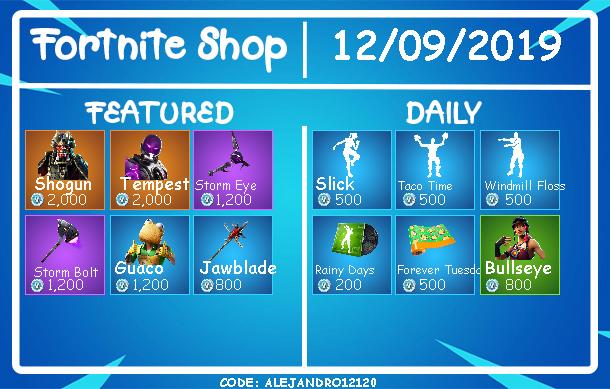 Fortnite Shop
12/09/2019
FEATURED
DAILY
Shogun
2,000
Tempest
2,000
Storm Eye
1,200
Slick
500
Taco Time
500
Windmill Floss
500
Storm Bolt
1,200
Guaco
1,200
Jawblade
800
Rainy Days
200
Forever Tuesd
500
Bullseye
800
CODE: ALEJANDRO12120